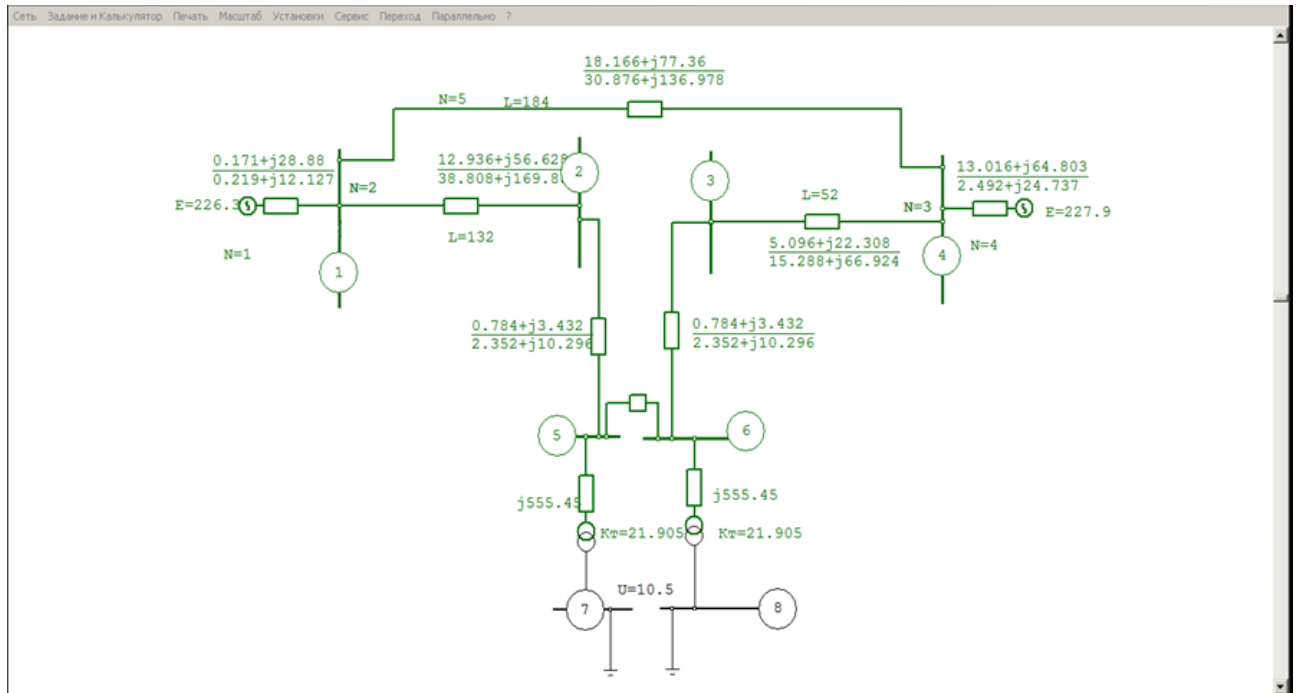 Сеть Задание и Калькулятор Печать Масштаб Установки Сервис Переход Параллельно ?
18.166+j77.36
30.876+j136.978
N=5 L=184
0.171+j28.88
0.219+j12.127
N=2
12.936+j56.628
38.808+j169.8
2
3
L=52
13.016+j64.803
2.492+j24.737
E=226.3
N=3
E=227.9
N=1
L=132
5.096+j22.308
15.288+j66.924
N=4
1
4
0.784+j3.432
2.352+j10.296
0.784+j3.432
2.352+j10.296
5
6
j555.45
j555.45
Кт=21.905
Кт=21.905
U=10.5
7
8